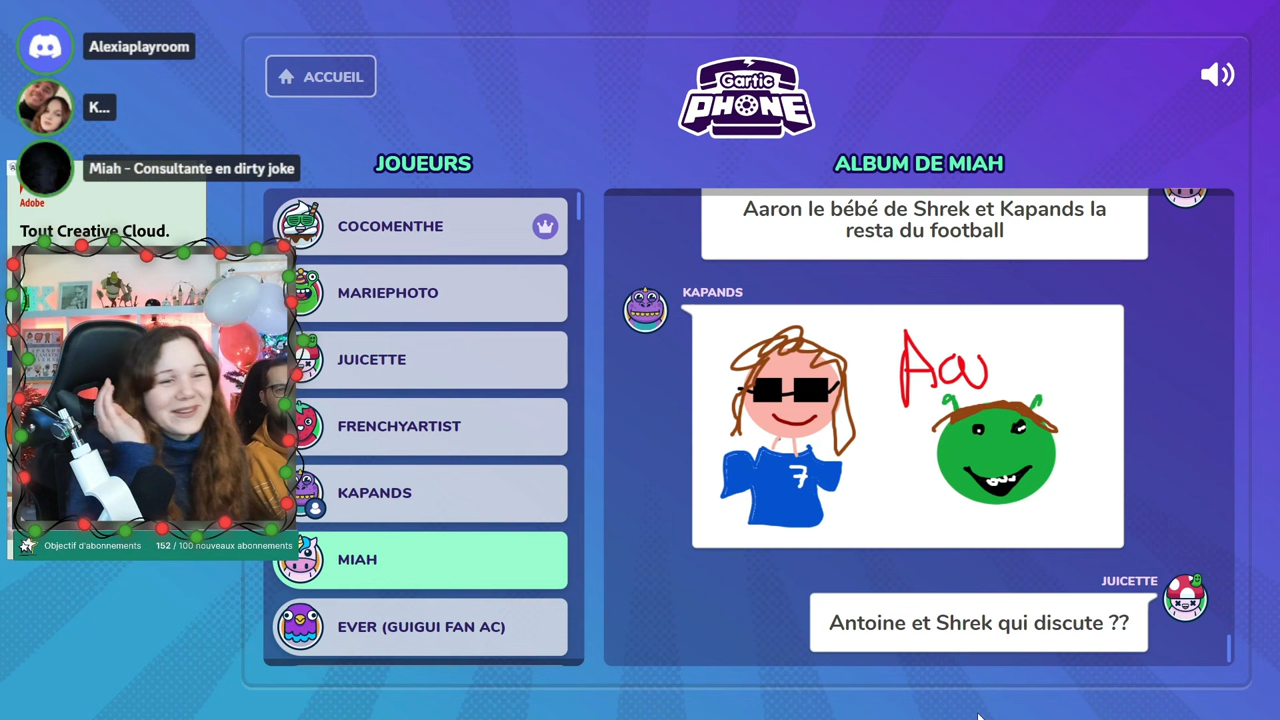 Alexiaplayroom
K...
Miah - Consultante en dirty joke
Adobe
Tout Creative Cloud.
Objectif d'abonnements 152 / 100 nouveaux abonnements
ACCUEIL
Gartic
PHONE
JOUEURS
COCOMENTHE
MARIEPHOTO
JUICETTE
FRENCHYARTIST
KAPANDS
MIAH
EVER (GUIGUI FAN AC)
ALBUM DE MIAH
Aaron le bébé de Shrek et Kapands la
resta du football
KAPANDS
7
JUICETTE
Antoine et Shrek qui discute ??